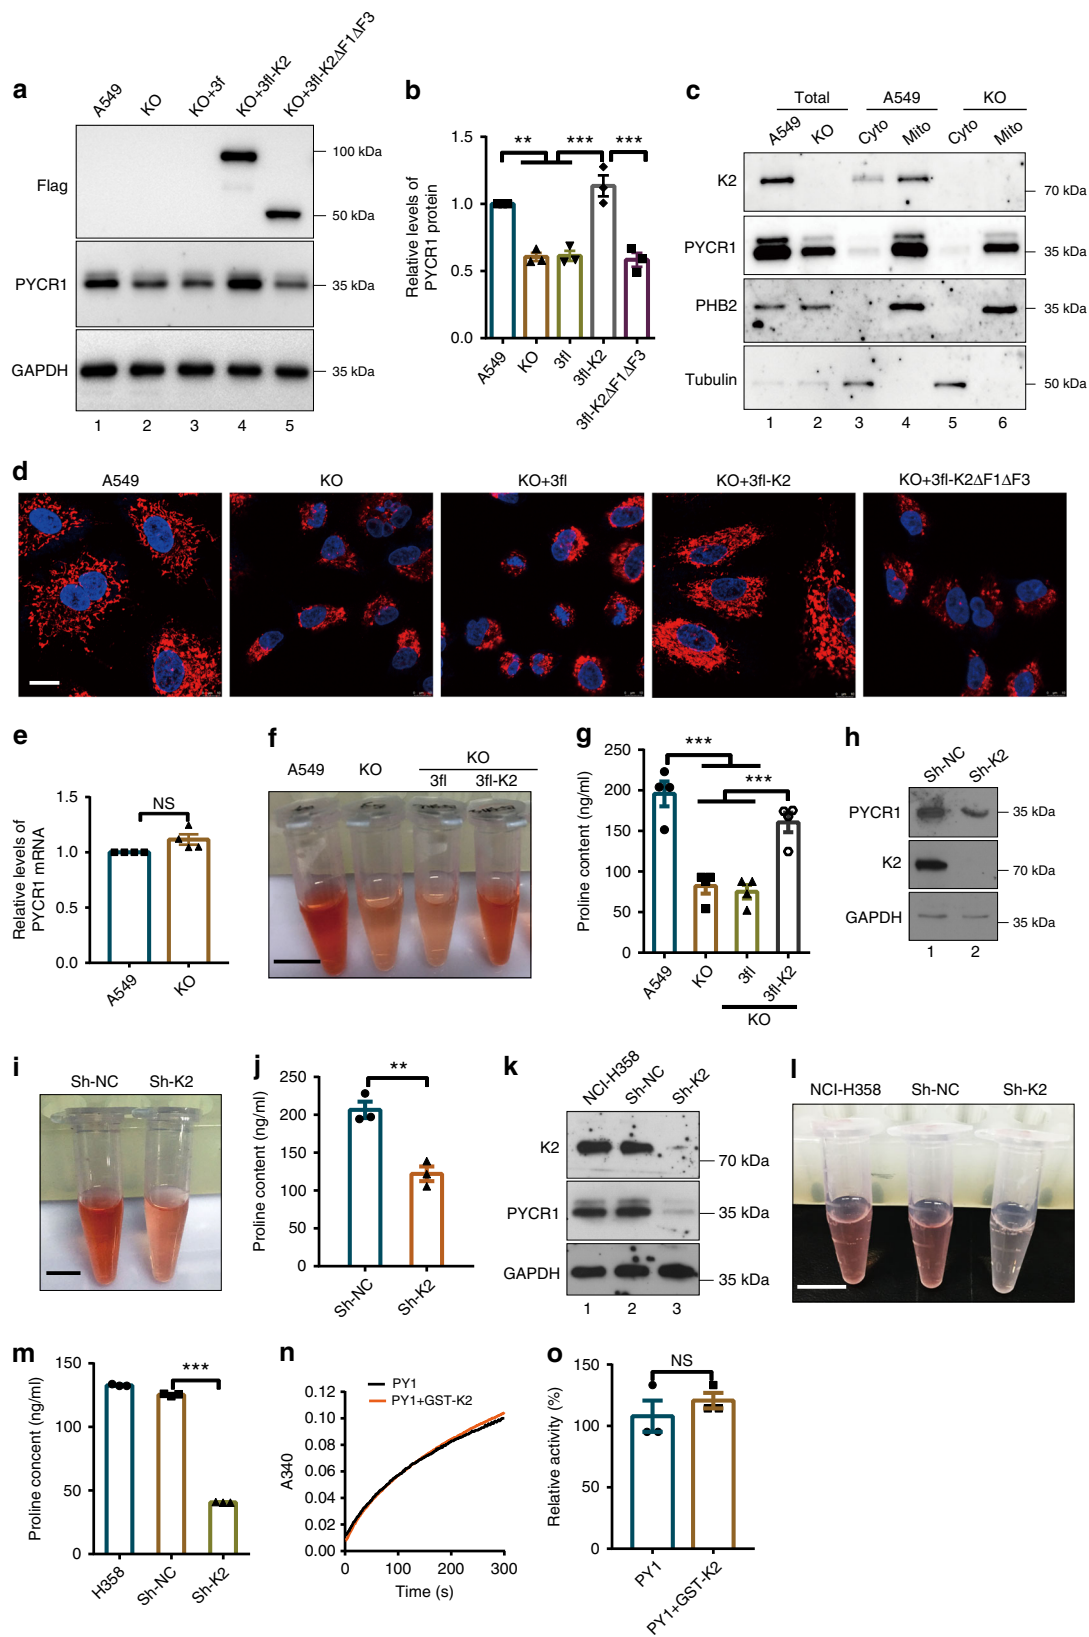 a
A549
KO
KO+3f
KO+3fl-K2
KO+3fl-K2ΔF1ΔF3
Flag
100 kDa
50 kDa
PYCR1
35 kDa
GAPDH
35 kDa
1 2 3 4 5
b
Relative levels of
PYCR1 protein
1.5
1.0
0.5
0.0
** *** ***
A549
KO
3fl
3fl-K2
3fl-K2ΔF1ΔF3
c
Total A549 KO
A549 KO Cyto Mito Cyto Mito
K2
70 kDa
PYCR1
35 kDa
PHB2
35 kDa
Tubulin
50 kDa
1 2 3 4 5 6
d
A549 KO KO+3fl KO+3fl-K2 KO+3fl-K2ΔF1ΔF3
e
Relative levels of
PYCR1 mRNA
1.5
1.0
0.5
0.0
NS
A549
KO
f
KO
A549 KO 3fl 3fl-K2
g
Proline content (ng/ml)
250
200
150
100
50
0
***
***
A549
KO
3fl
3fl-K2
KO
h
Sh-NC
Sh-K2
PYCR1
35 kDa
K2
70 kDa
GAPDH
35 kDa
1 2
i
Sh-NC Sh-K2
j
Proline content (ng/ml)
250
200
150
100
50
0
**
Sh-NC
Sh-K2
k
NCI-H358
Sh-NC
Sh-K2
K2
70 kDa
PYCR1
35 kDa
GAPDH
35 kDa
1 2 3
l
NCI-H358 Sh-NC Sh-K2
m
Proline concent (ng/ml)
150
100
50
0
***
H358
Sh-NC
Sh-K2
n
A340
0.12
0.10
0.08
0.06
0.04
0.02
0.00
PY1
PY1+GST-K2
0 100 200 300
Time (s)
o
Relative activity (%)
150
100
50
0
NS
PY1
PY1+GST-K2